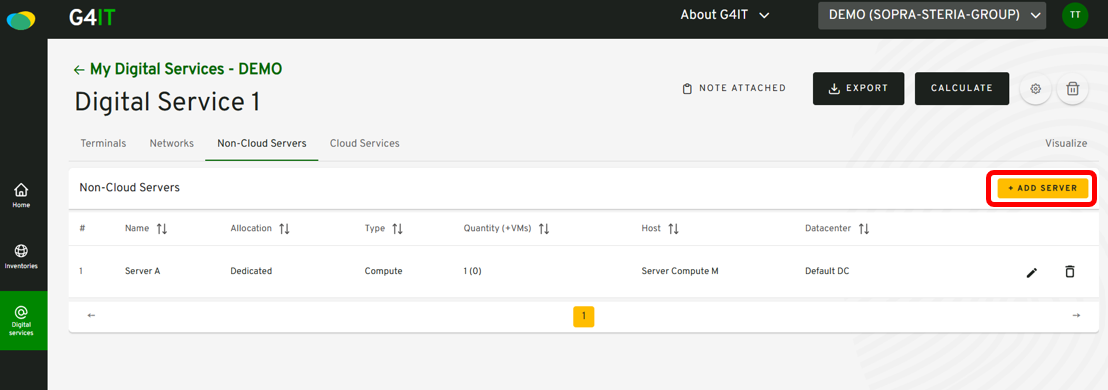 G4IT
About G4IT
DEMO (SOPRA-STERIA-GROUP)
TT
← My Digital Services - DEMO
Digital Service 1
NOTE ATTACHED
EXPORT
CALCULATE
Terminals
Networks
Non-Cloud Servers
Cloud Services
Visualize
Non-Cloud Servers
+ ADD SERVER
# Name Allocation Type Quantity (+VMs) Host Datacenter
1 Server A Dedicated Compute 1 (0) Server Compute M Default DC
← 1 →
Home
Inventories
Digital
services